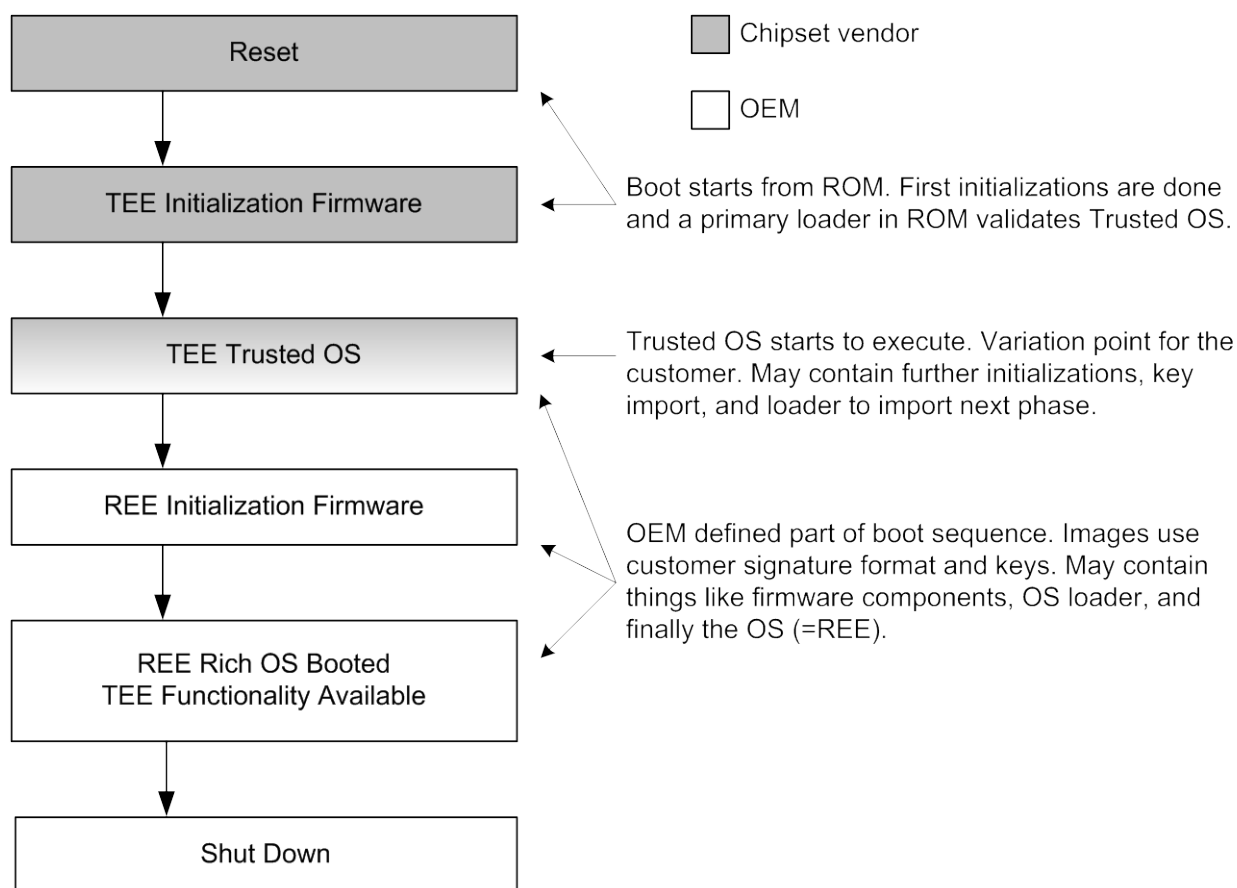 Reset
Chipset vendor
OEM
TEE Initialization Firmware
Boot starts from ROM. First initializations are done
and a primary loader in ROM validates Trusted OS.
TEE Trusted OS
Trusted OS starts to execute. Variation point for the
customer. May contain further initializations, key
import, and loader to import next phase.
REE Initialization Firmware
OEM defined part of boot sequence. Images use
customer signature format and keys. May contain
things like firmware components, OS loader, and
finally the OS (=REE).
REE Rich OS Booted
TEE Functionality Available
Shut Down